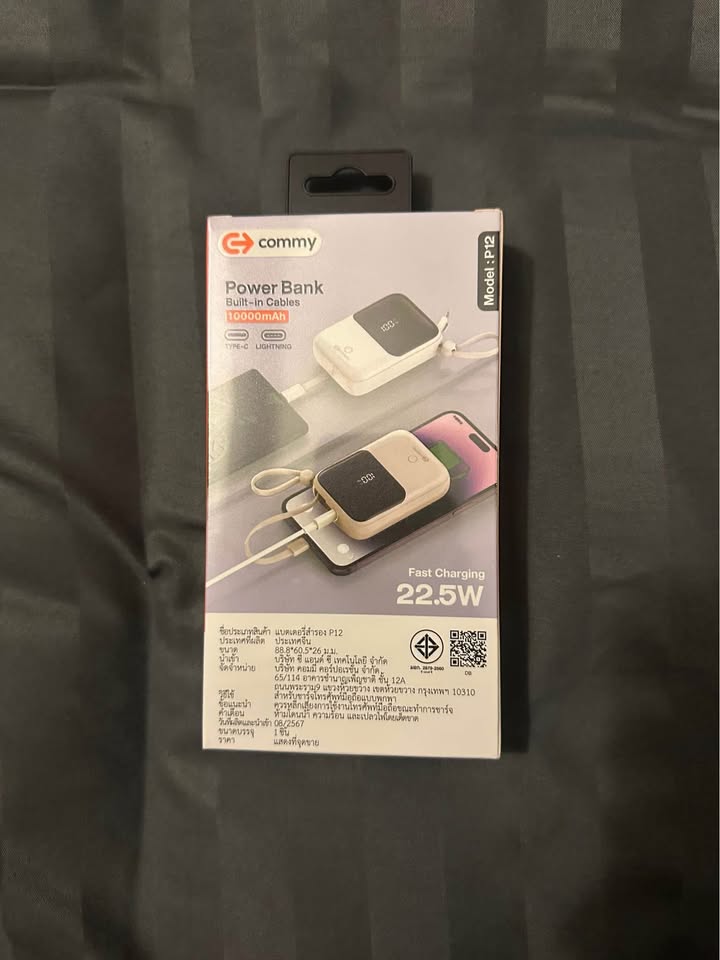 commy
Model : P12
Power Bank
Built-in Cables
10000mAh
TYPE-C LIGHTNING
100%
Fast Charging
22.5W
ชื่อประเภทสินค้า แบตเตอรี่สำรอง P12
ประเทศที่ผลิต ประเทศจีน
ขนาด 88.8*60.5*26 ม.ม.
นำเข้า บริษัท ซี แอนด์ ซี เทคโนโลยี จำกัด
จัดจำหน่าย บริษัท คอมมี่ คอร์ปอเรชั่น จำกัด
65/114 อาคารชำนาญเพ็ญชาติ ชั้น 12A
ถนนพระราม9 แขวงห้วยขวาง เขตห้วยขวาง กรุงเทพฯ 10310
วิธีใช้ สำหรับชาร์จโทรศัพท์มือถือแบบพกพา
ข้อแนะนำ ควรหลีกเลี่ยงการใช้งานโทรศัพท์มือถือขณะทำการชาร์จ
คำเตือน ห้ามโดนน้ำ ความร้อน และเปลวไฟโดยเด็ดขาด
วันที่ผลิตและนำเข้า 08/2567
ขนาดบรรจุ 1 ชิ้น
ราคา แสดงที่จุดขาย
มอก. 2879-2560
DB